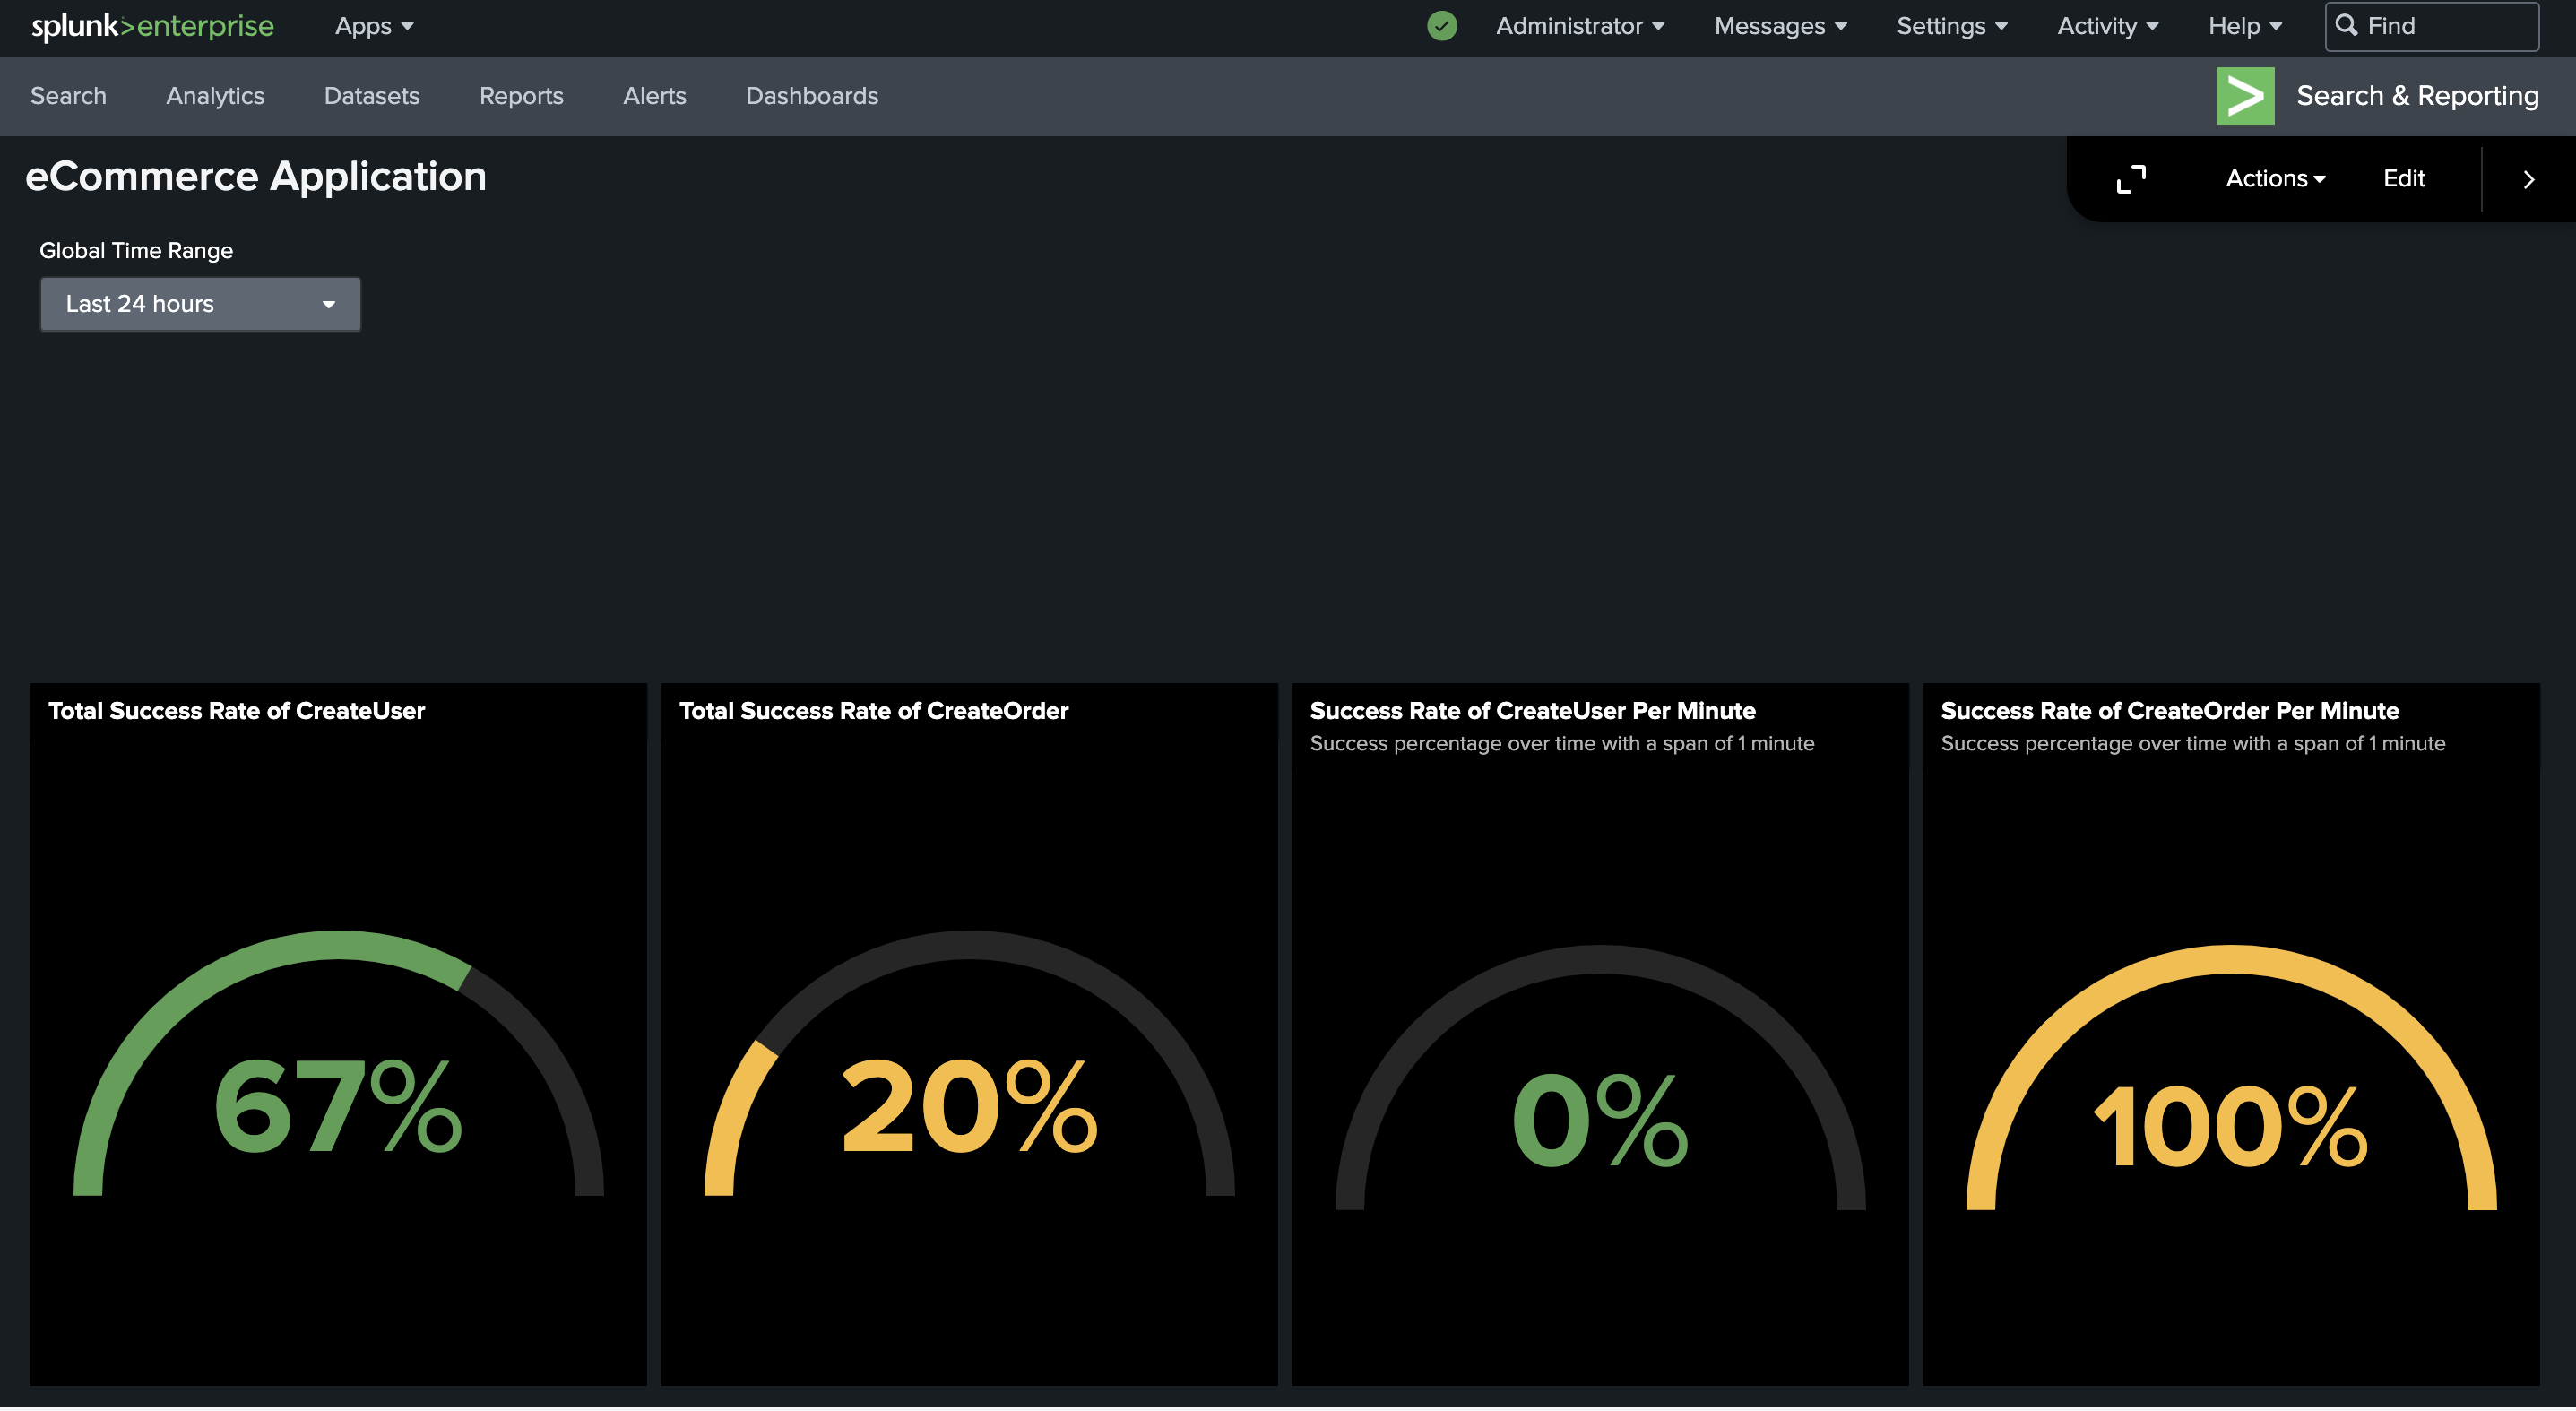 splunk>enterprise Apps Administrator Messages Settings Activity Help Find
Search Analytics Datasets Reports Alerts Dashboards > Search & Reporting
eCommerce Application Actions Edit
Global Time Range
Last 24 hours
Total Success Rate of CreateUser
67%
Total Success Rate of CreateOrder
20%
Success Rate of CreateUser Per Minute
Success percentage over time with a span of 1 minute
0%
Success Rate of CreateOrder Per Minute
Success percentage over time with a span of 1 minute
100%